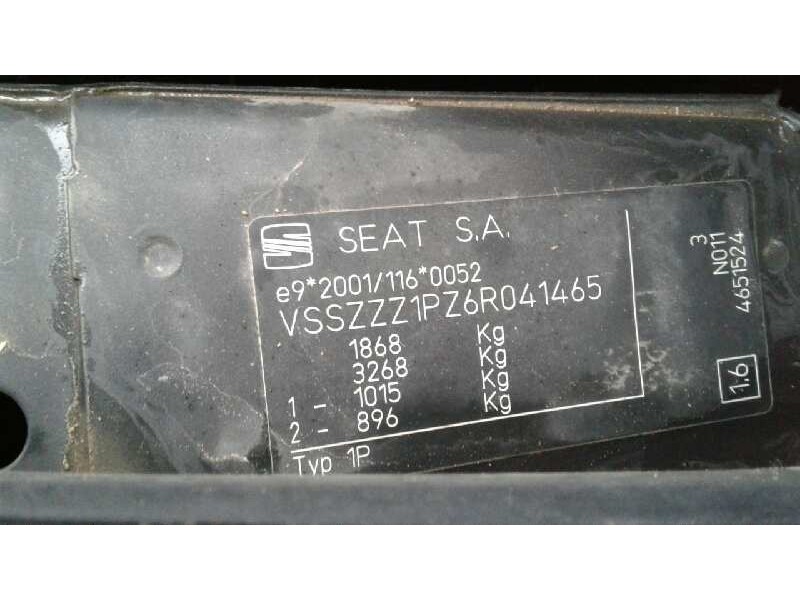 SEAT S.A.
e9*2001/116*0052
VSSZZZ1PZ6R041465
1868 Kg
3268 Kg
1 - 1015 Kg
2 - 896 Kg
Typ 1P
3
N011
4651524
1.6